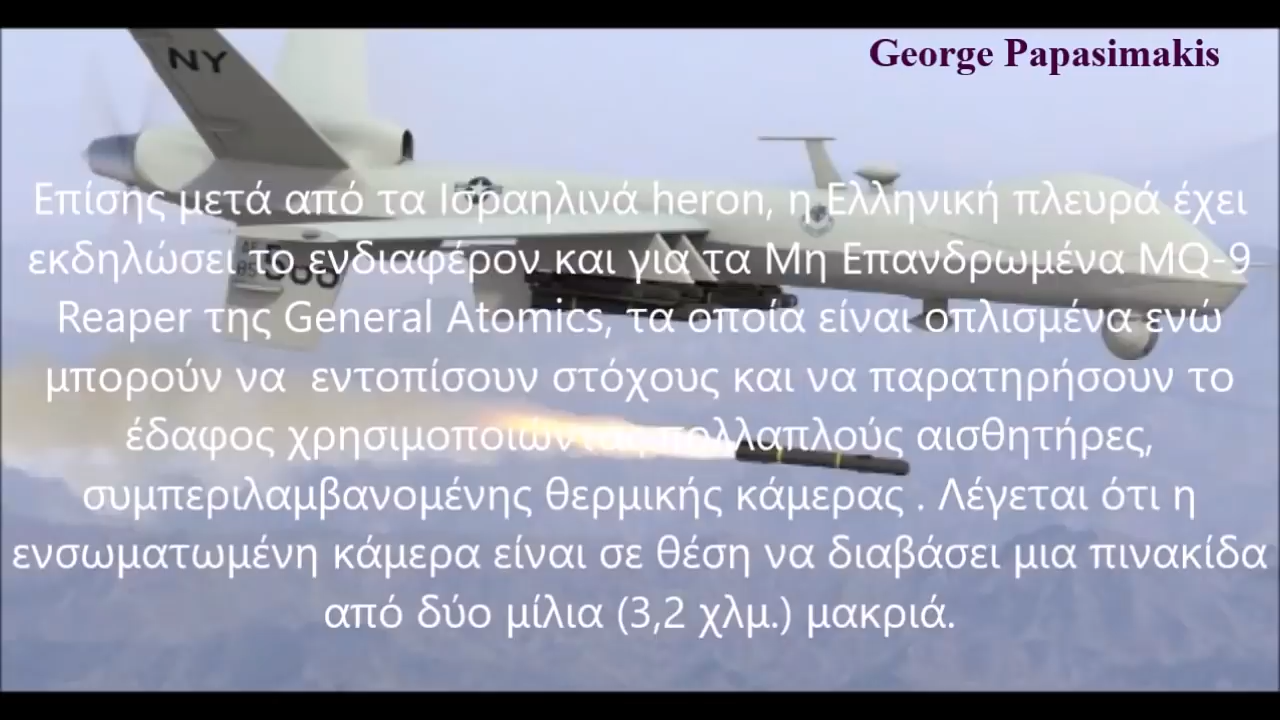 George Papasimakis
NY
Επίσης μετά από τα Ισραηλινά heron, η Ελληνική πλευρά έχει
εκδηλώσει το ενδιαφέρον και για τα Μη Επανδρωμένα MQ-9
Reaper της General Atomics, τα οποία είναι οπλισμένα ενώ
μπορούν να  εντοπίσουν στόχους και να παρατηρήσουν το
έδαφος χρησιμοποιώντας πολλαπλούς αισθητήρες,
συμπεριλαμβανομένης θερμικής κάμερας . Λέγεται ότι η
ενσωματωμένη κάμερα είναι σε θέση να διαβάσει μια πινακίδα
από δύο μίλια (3,2 χλμ.) μακριά.